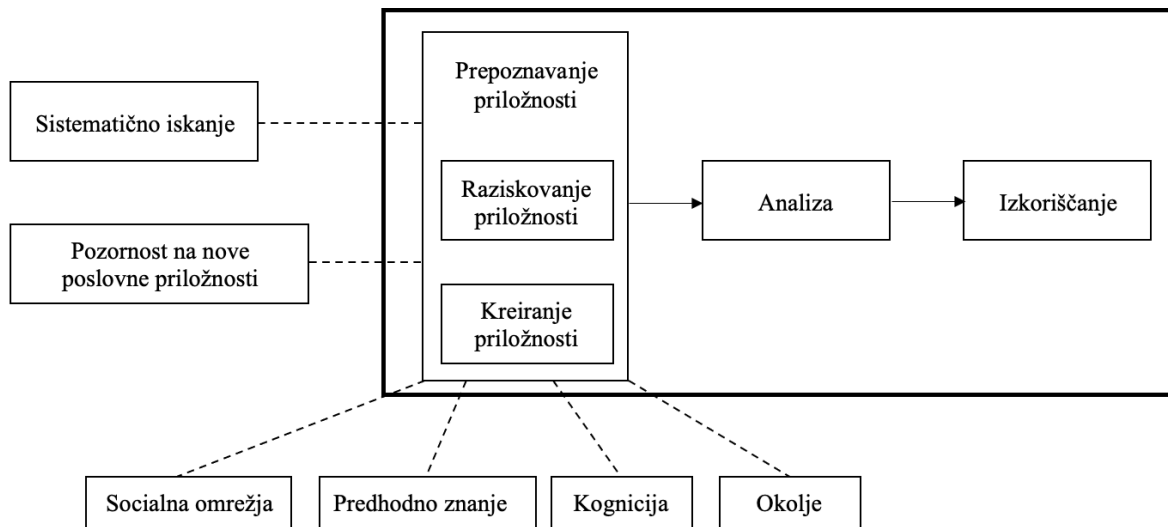 Prepoznavanje
priložnosti
Sistematično iskanje
Raziskovanje
priložnosti
Analiza
Izkoriščanje
Pozornost na nove
poslovne priložnosti
Kreiranje
priložnosti
Socialna omrežja
Predhodno znanje
Kognicija
Okolje